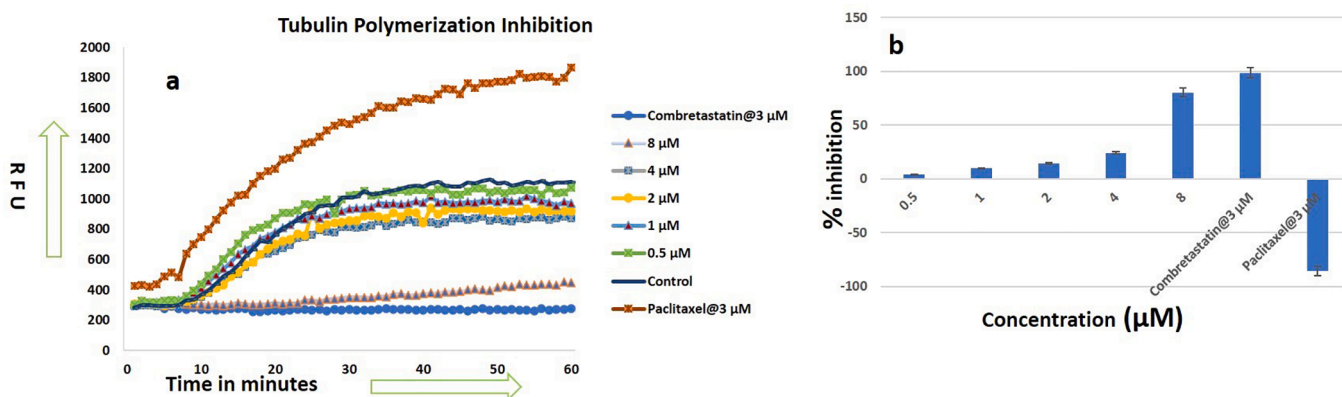 Tubulin Polymerization Inhibition
a
RFU
2000
1800
1600
1400
1200
1000
800
600
400
200
0
0
10
20
30
40
50
60
Time in minutes
Combretastatin@3 µM
8 µM
4 µM
2 µM
1 µM
0.5 µM
Control
Paclitaxel@3 µM
b
% inhibition
150
100
50
0
-50
-100
0.5
1
2
4
8
Combretastatin@3 µM
Paclitaxel@3 µM
Concentration (µM)